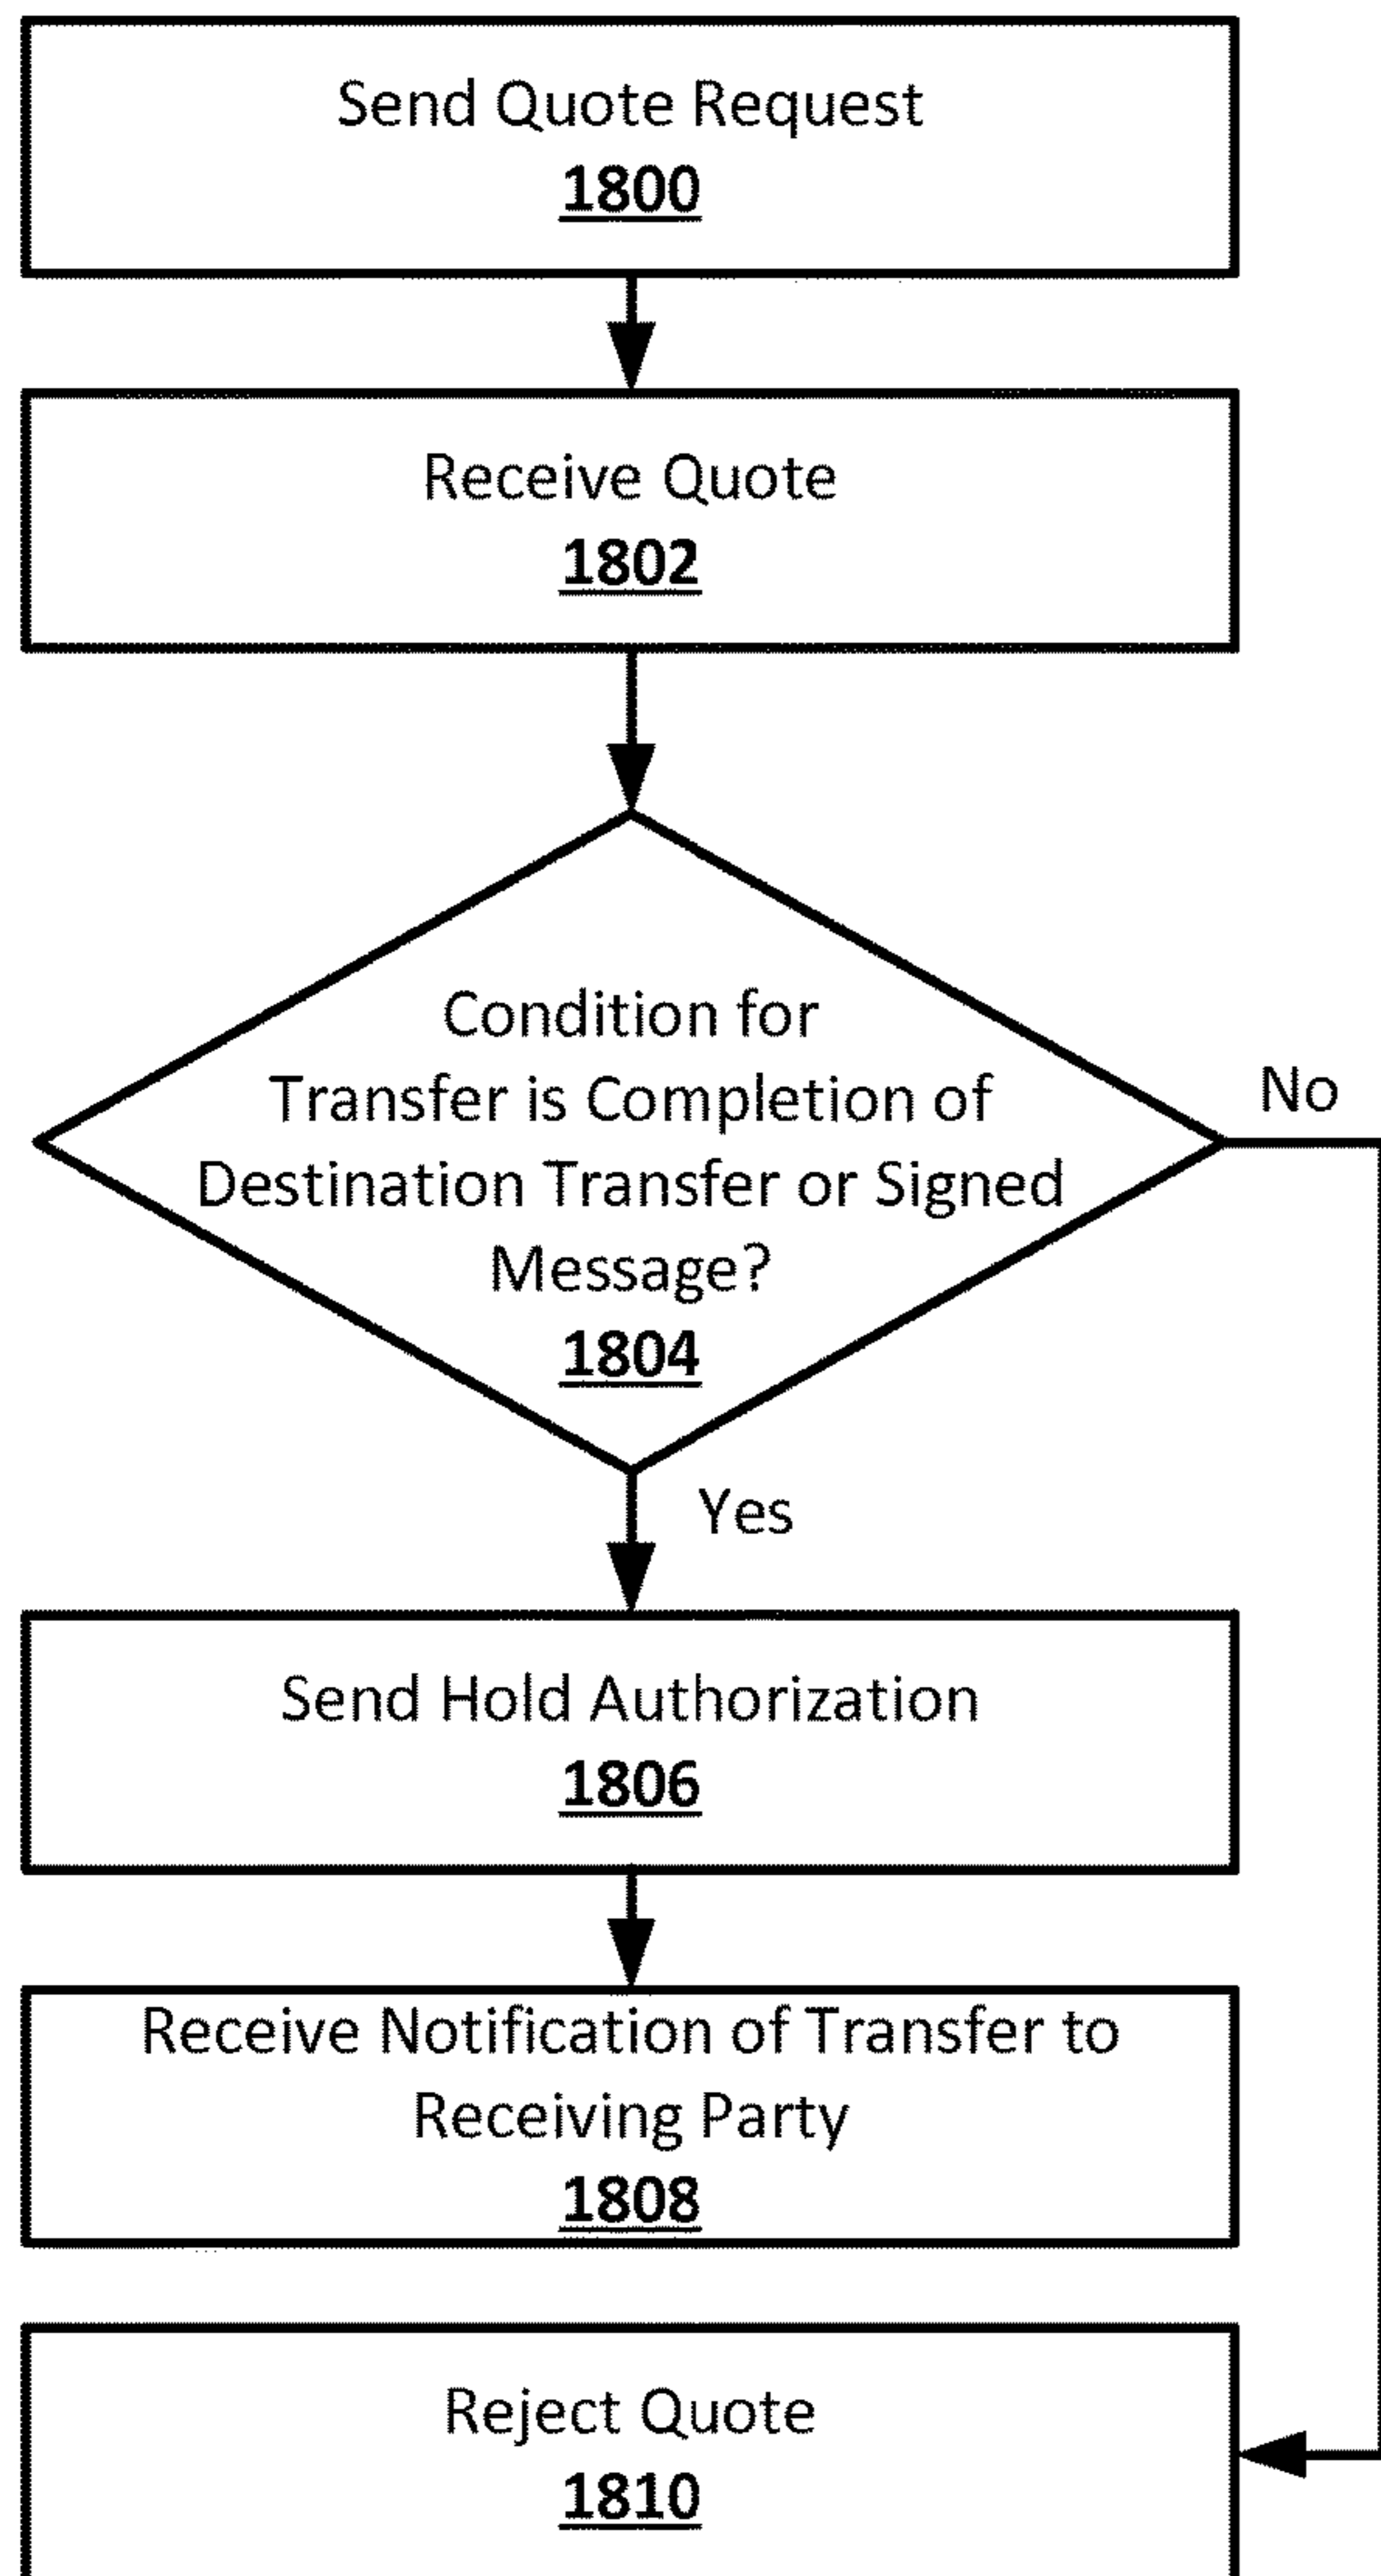 Send Quote Request
1800
Receive Quote
1802
Condition for
Transfer is Completion of
Destination Transfer or Signed
Message?
1804
No
Yes
Send Hold Authorization
1806
Receive Notification of Transfer to
Receiving Party
1808
Reject Quote
1810